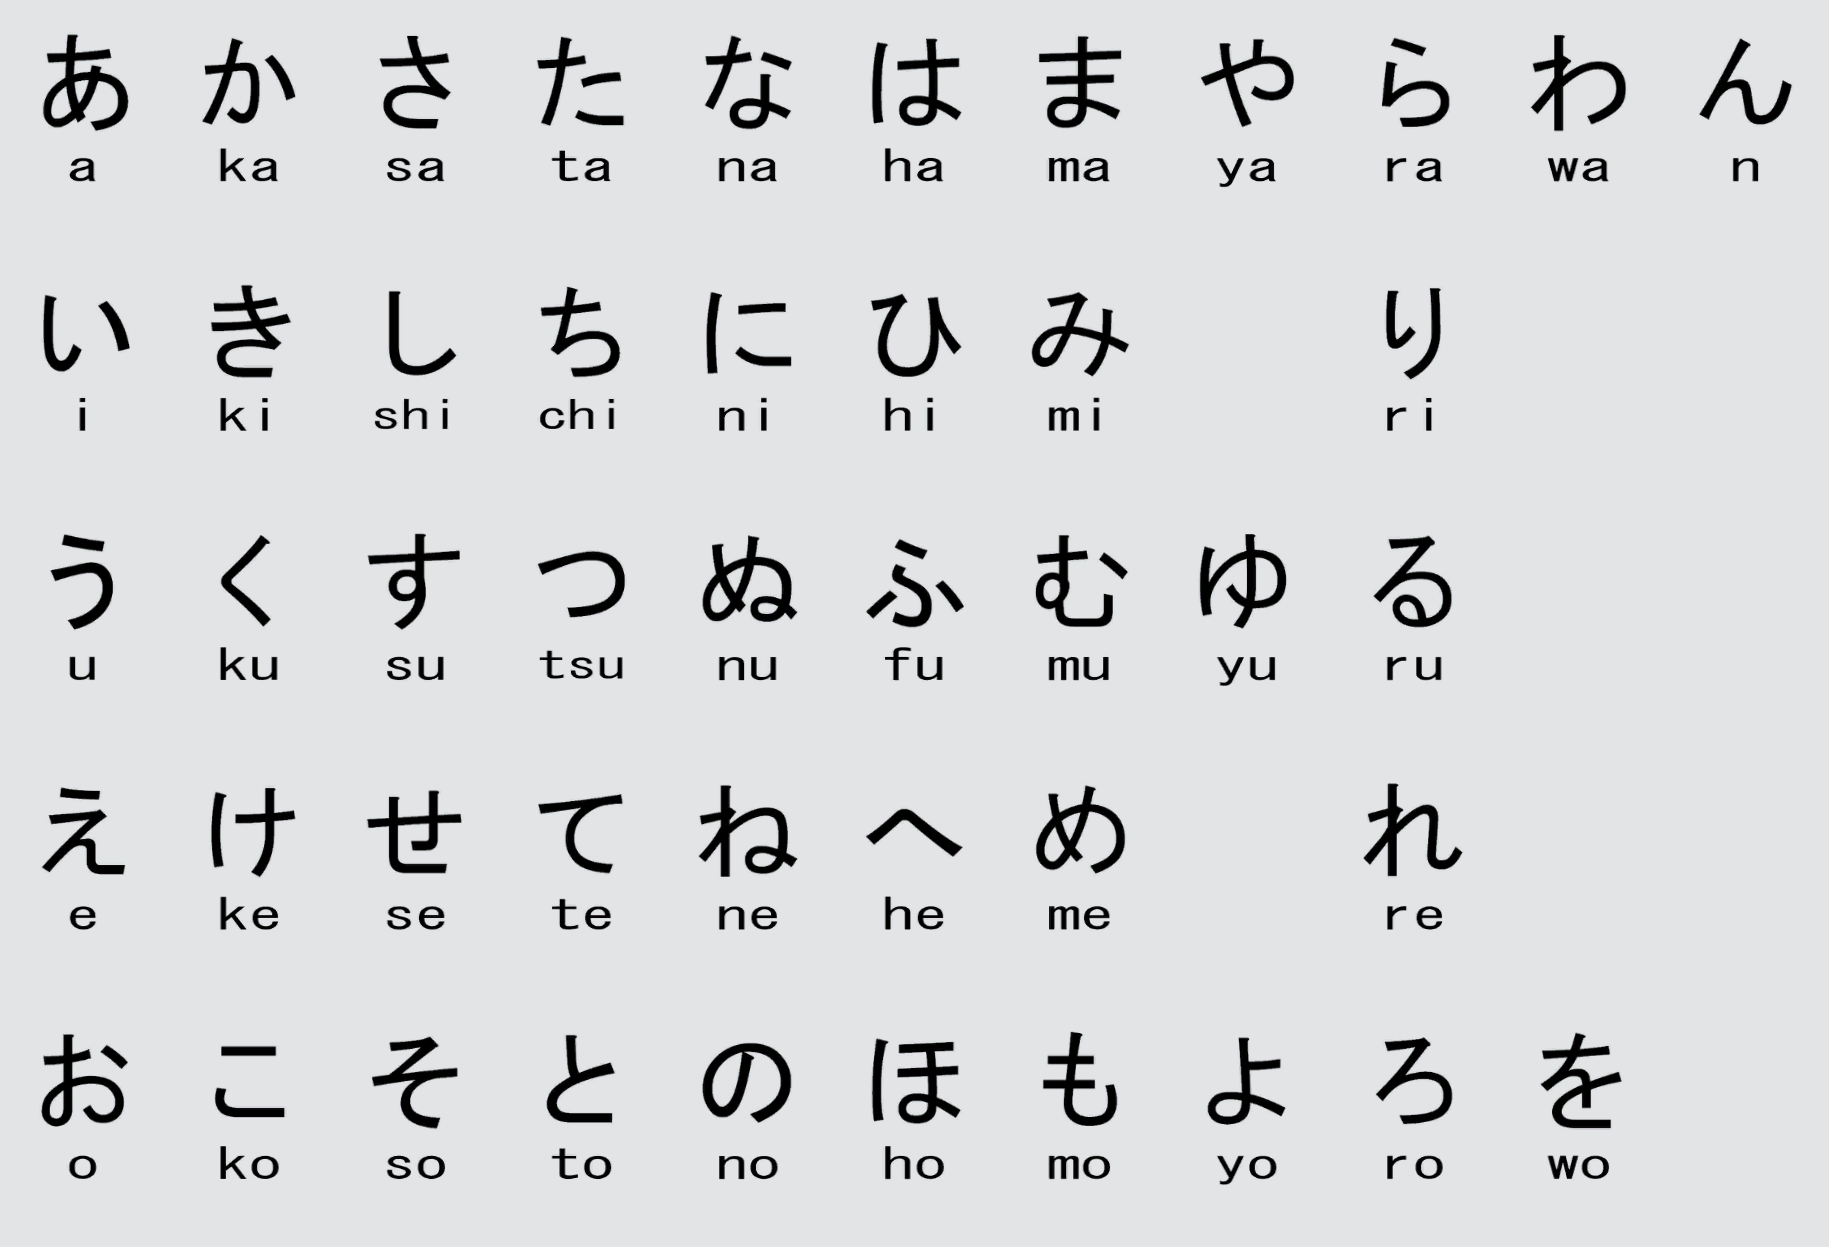 あ か さ た な は ま や ら わ ん
a ka sa ta na ha ma ya ra wa n
い き し ち に ひ み り
i ki shi chi ni hi mi ri
う く す つ ぬ ふ む ゆ る
u ku su tsu nu fu mu yu ru
え け せ て ね へ め れ
e ke se te ne he me re
お こ そ と の ほ も よ ろ を
o ko so to no ho mo yo ro wo